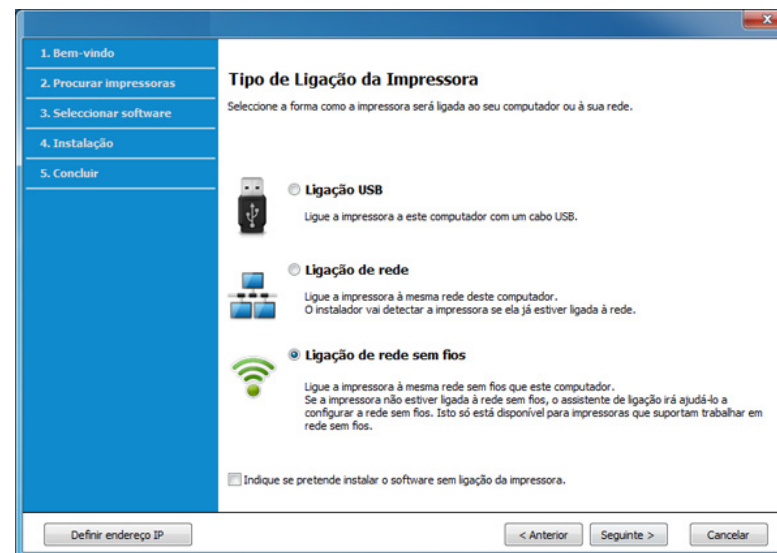 1. Bem-vindo
2. Procurar impressoras
3. Seleccionar software
4. Instalação
5. Concluir
Tipo de Ligação da Impressora
Seleccione a forma como a impressora será ligada ao seu computador ou à sua rede.
Ligação USB
Ligue a impressora a este computador com um cabo USB.
Ligação de rede
Ligue a impressora à mesma rede deste computador.
O instalador vai detectar a impressora se ela já estiver ligada à rede.
Ligação de rede sem fios
Ligue a impressora à mesma rede sem fios que este computador.
Se a impressora não estiver ligada à rede sem fios, o assistente de ligação irá ajudá-lo a
configurar a rede sem fios. Isto só está disponível para impressoras que suportam trabalhar em
rede sem fios.
Indique se pretende instalar o software sem ligação da impressora.
Definir endereço IP
< Anterior
Seguinte >
Cancelar